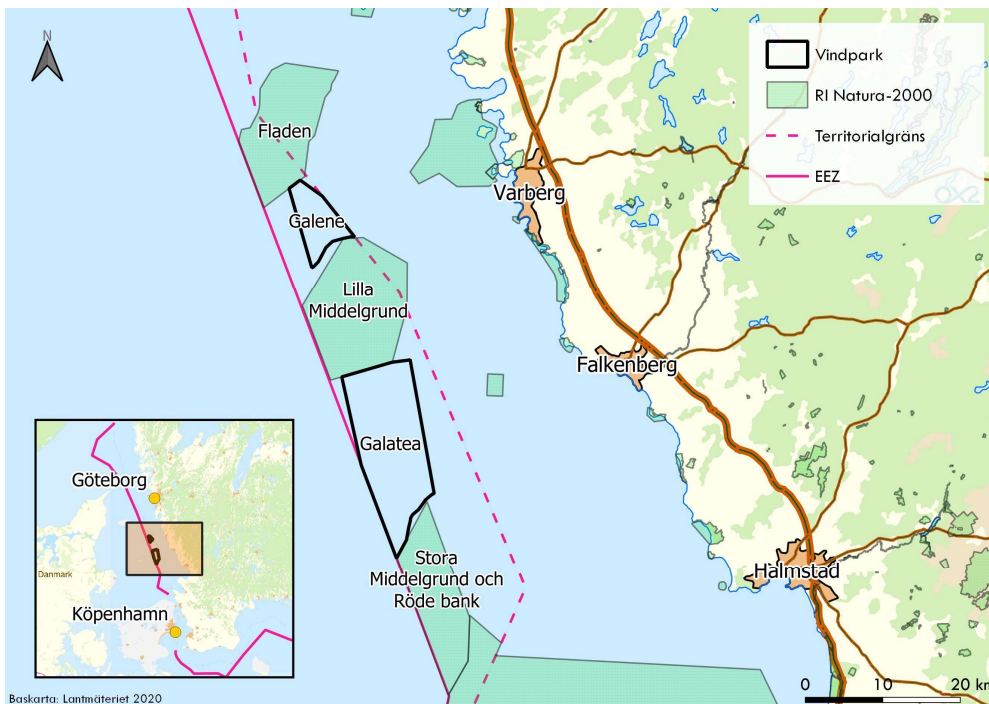 N
Vindpark
RI Natura-2000
Territorialgräns
EEZ
OX2
Fladen
Varberg
Galene
Lilla
Middelgrund
Falkenberg
Galatea
Göteborg
Danmark
Köpenhamn
Stora
Middelgrund och
Röde bank
Halmstad
0 10 20 km
Baskarta: Lantmäteriet 2020